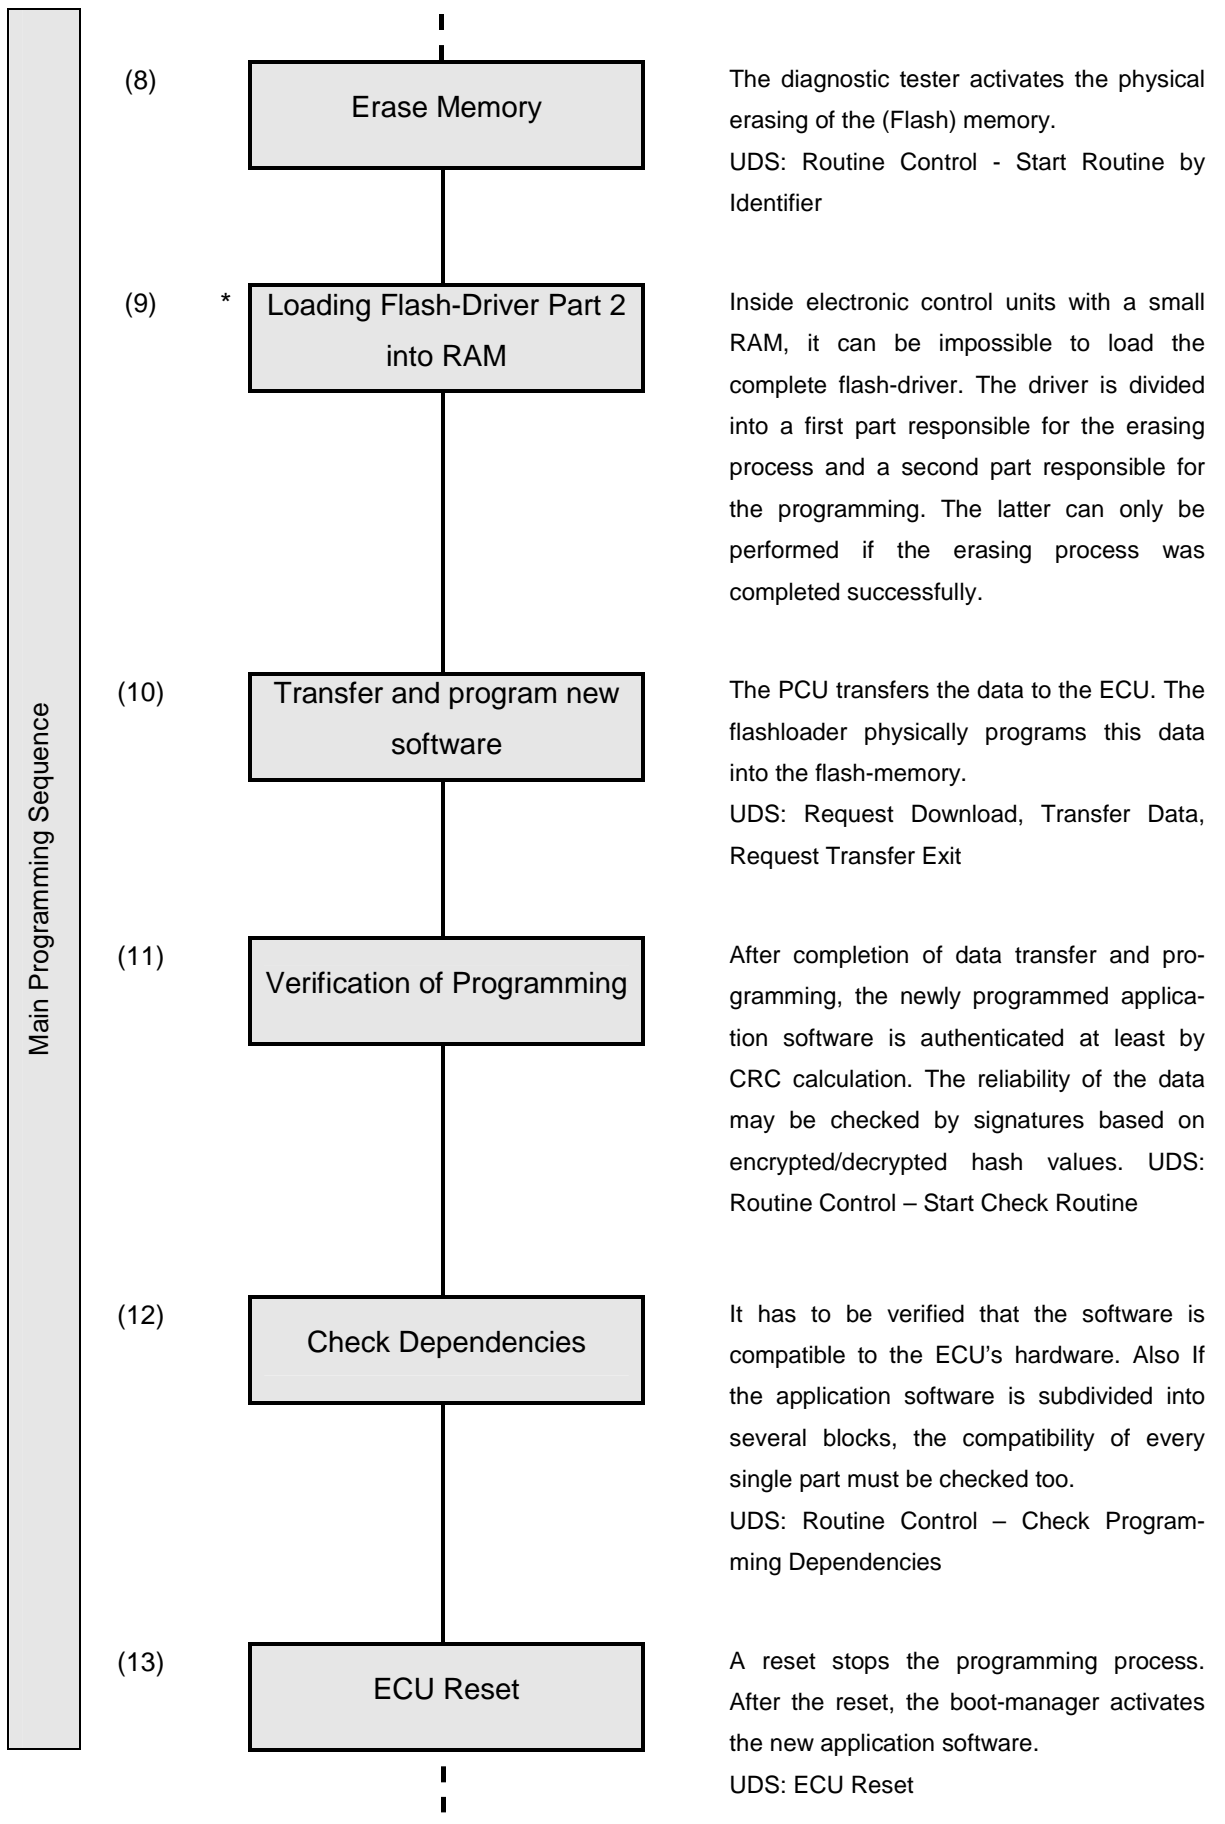 Main Programming Sequence
(8)
Erase Memory
The diagnostic tester activates the physical
erasing of the (Flash) memory.
UDS: Routine Control - Start Routine by
Identifier
(9)
*
Loading Flash-Driver Part 2
into RAM
Inside electronic control units with a small
RAM, it can be impossible to load the
complete flash-driver. The driver is divided
into a first part responsible for the erasing
process and a second part responsible for
the programming. The latter can only be
performed if the erasing process was
completed successfully.
(10)
Transfer and program new
software
The PCU transfers the data to the ECU. The
flashloader physically programs this data
into the flash-memory.
UDS: Request Download, Transfer Data,
Request Transfer Exit
(11)
Verification of Programming
After completion of data transfer and pro-
gramming, the newly programmed applica-
tion software is authenticated at least by
CRC calculation. The reliability of the data
may be checked by signatures based on
encrypted/decrypted hash values. UDS:
Routine Control – Start Check Routine
(12)
Check Dependencies
It has to be verified that the software is
compatible to the ECU's hardware. Also If
the application software is subdivided into
several blocks, the compatibility of every
single part must be checked too.
UDS: Routine Control – Check Program-
ming Dependencies
(13)
ECU Reset
A reset stops the programming process.
After the reset, the boot-manager activates
the new application software.
UDS: ECU Reset